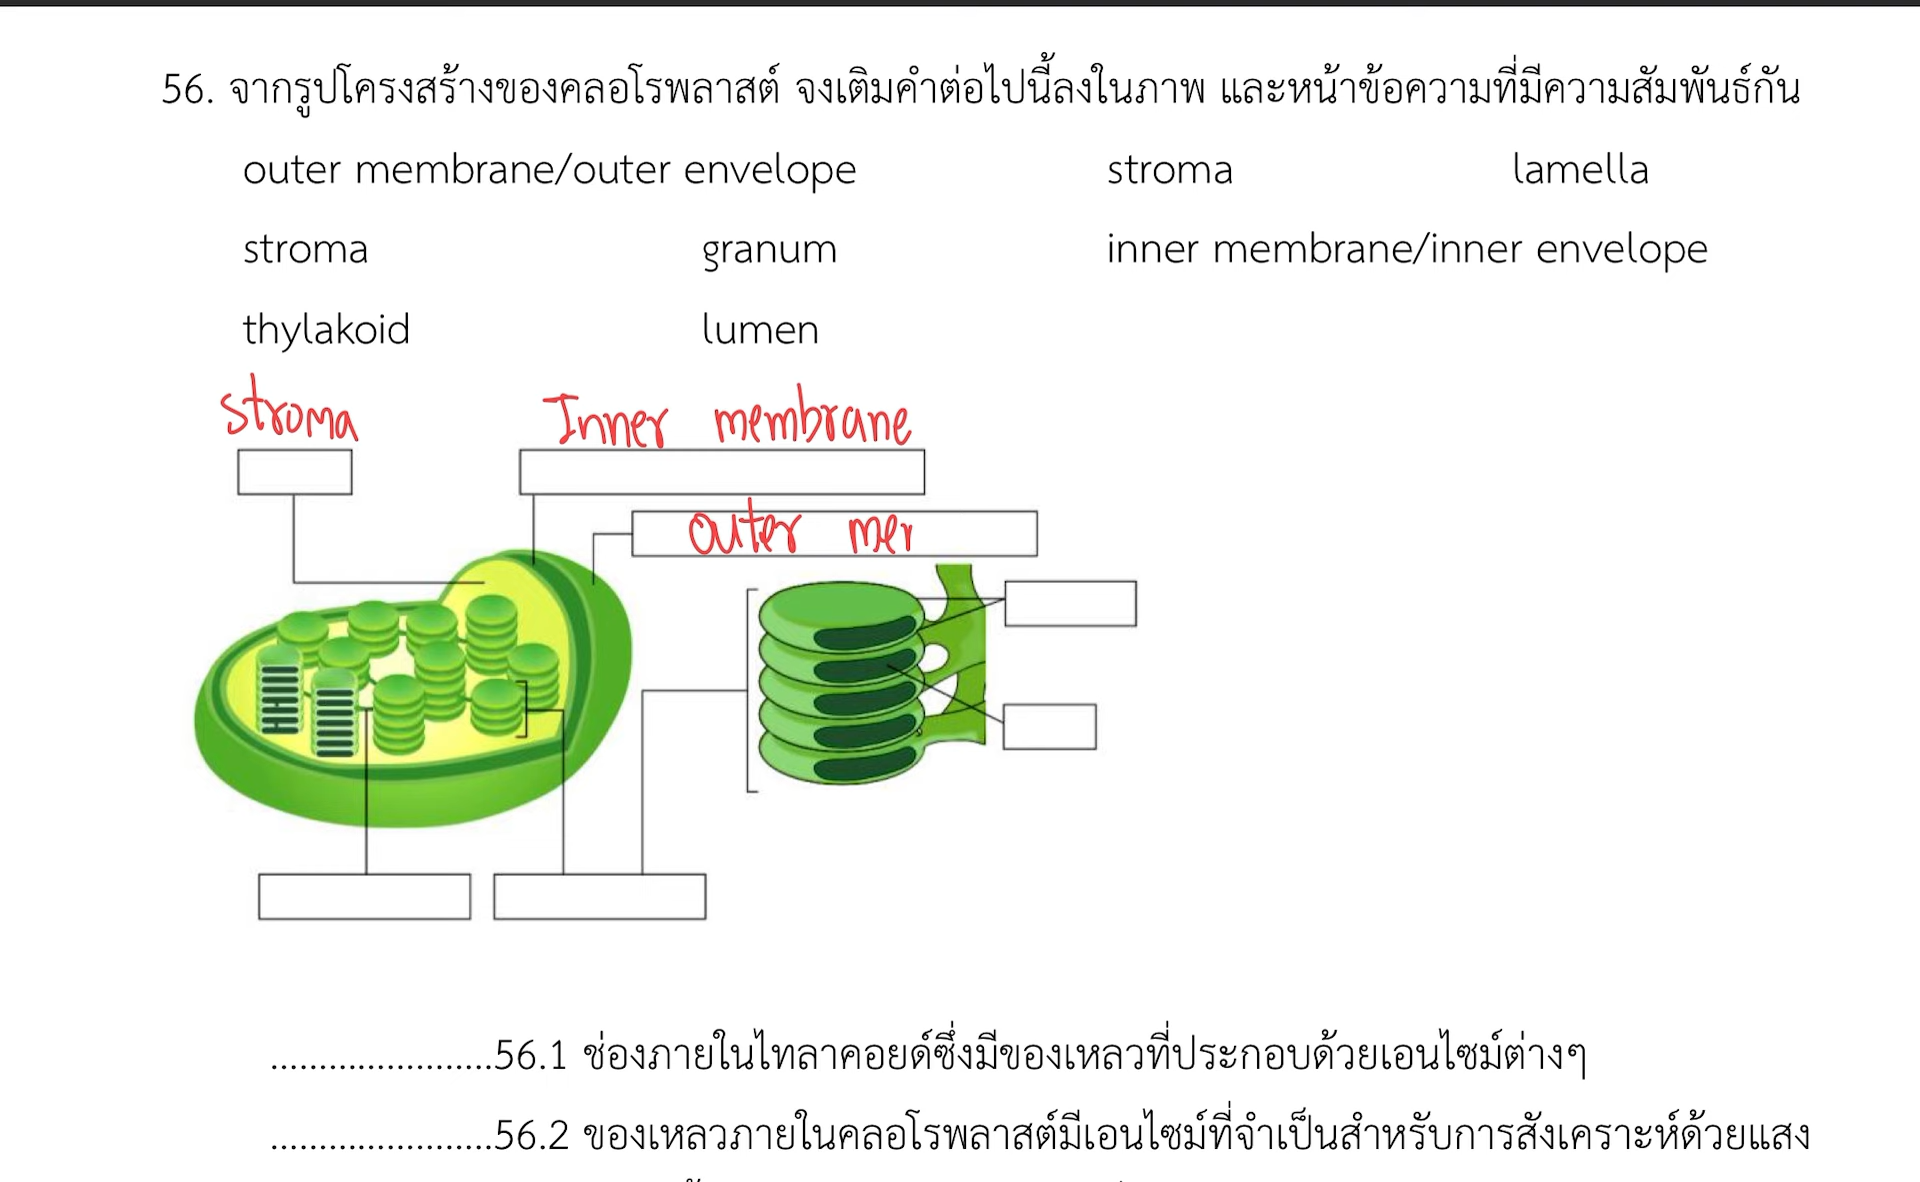 56. จากรูปโครงสร้างของคลอโรพลาสต์ จงเติมคำต่อไปนี้ลงในภาพ และหน้าข้อความที่มีความสัมพันธ์กัน
outer membrane/outer envelope stroma lamella
stroma granum inner membrane/inner envelope
thylakoid lumen
stroma Inner membrane
outer mer
......................56.1 ช่องภายในไทลาคอยด์ซึ่งมีของเหลวที่ประกอบด้วยเอนไซม์ต่างๆ
......................56.2 ของเหลวภายในคลอโรพลาสต์มีเอนไซม์ที่จำเป็นสำหรับการสังเคราะห์ด้วยแสง